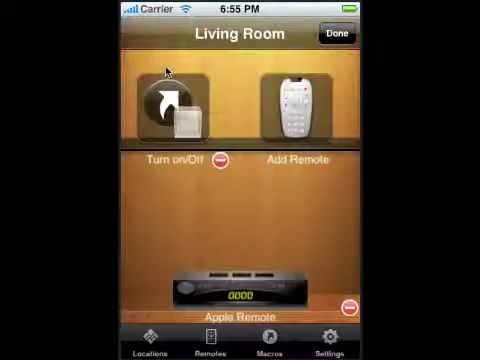 Carrier 6:55 PM
Living Room Done
Turn on/Off Add Remote
0000
Apple Remote
Locations Remotes Macros Settings